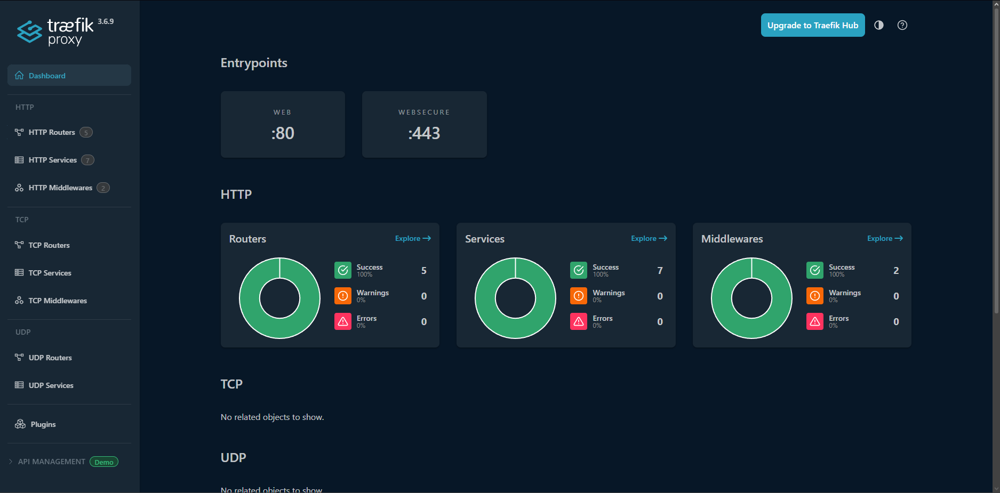 træfik 3.6.9
proxy
Dashboard
HTTP
HTTP Routers 5
HTTP Services 7
HTTP Middlewares 2
TCP
TCP Routers
TCP Services
TCP Middlewares
UDP
UDP Routers
UDP Services
Plugins
API MANAGEMENT Demo
Upgrade to Traefik Hub
Entrypoints
WEB
:80
WEBSECURE
:443
HTTP
Routers Explore
Success 5
100%
Warnings 0
0%
Errors 0
0%
Services Explore
Success 7
100%
Warnings 0
0%
Errors 0
0%
Middlewares Explore
Success 2
100%
Warnings 0
0%
Errors 0
0%
TCP
No related objects to show.
UDP
No related objects to show